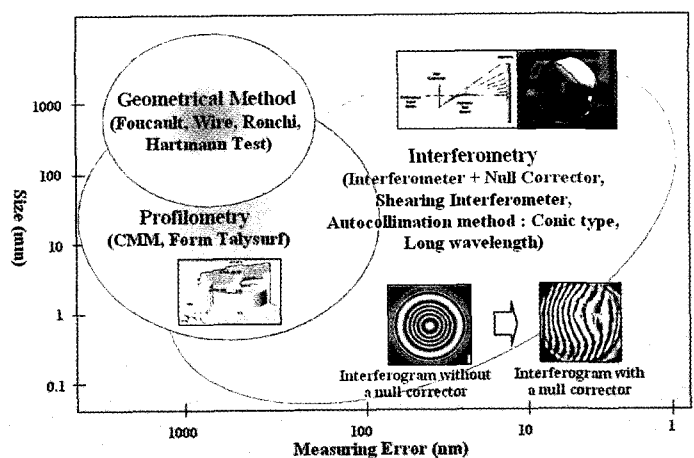 Geometrical Method
(Foucault, Wire, Ronchi,
Hartmann Test)
Profilometry
(CMM, Form Talysurf)
Interferometry
(Interferometer + Null Corrector,
Shearing Interferometer,
Autocollimation method : Conic type,
Long wavelength)
Interferogram without
a null corrector
Interferogram with
a null corrector
Size (mm)
1000
100
10
1
0.1
1000
100
10
1
Measuring Error (nm)